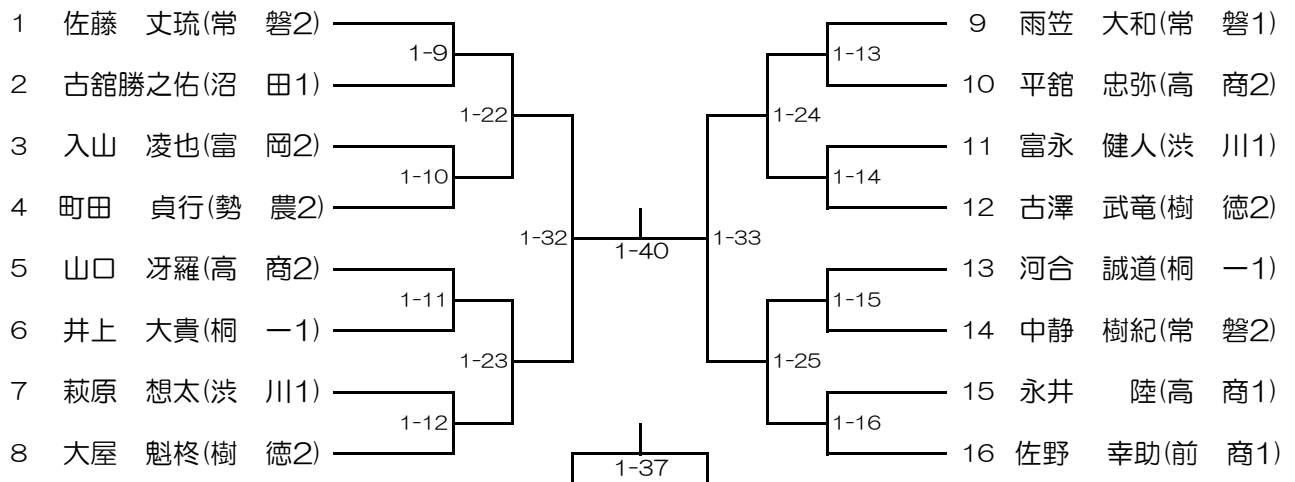 1 佐藤 丈琉(常 磐2)
1-9
2 古舘勝之佑(沼 田1)
1-22
3 入山 凌也(富 岡2)
1-10
4 町田 貞行(勢 農2)
1-32
5 山口 冴羅(高 商2)
1-11
6 井上 大貴(桐 一1)
1-23
7 萩原 想太(渋 川1)
1-12
8 大屋 魁柊(樹 徳2)
1-40
1-37
9 雨笠 大和(常 磐1)
1-13
10 平舘 忠弥(高 商2)
1-24
11 富永 健人(渋 川1)
1-14
12 古澤 武竜(樹 徳2)
1-33
13 河合 誠道(桐 一1)
1-15
14 中静 樹紀(常 磐2)
1-25
15 永井 陸(高 商1)
1-16
16 佐野 幸助(前 商1)